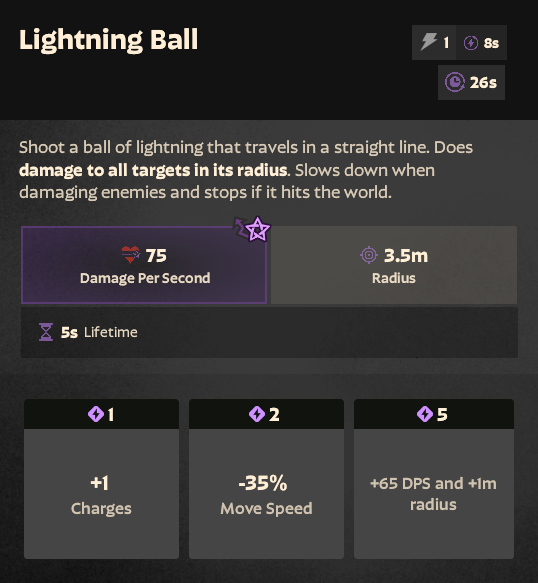 Lightning Ball
1
8s
26s
Shoot a ball of lightning that travels in a straight line. Does
damage to all targets in its radius. Slows down when
damaging enemies and stops if it hits the world.
75
Damage Per Second
3.5m
Radius
5s Lifetime
1
+1
Charges
2
-35%
Move Speed
5
+65 DPS and +1m
radius